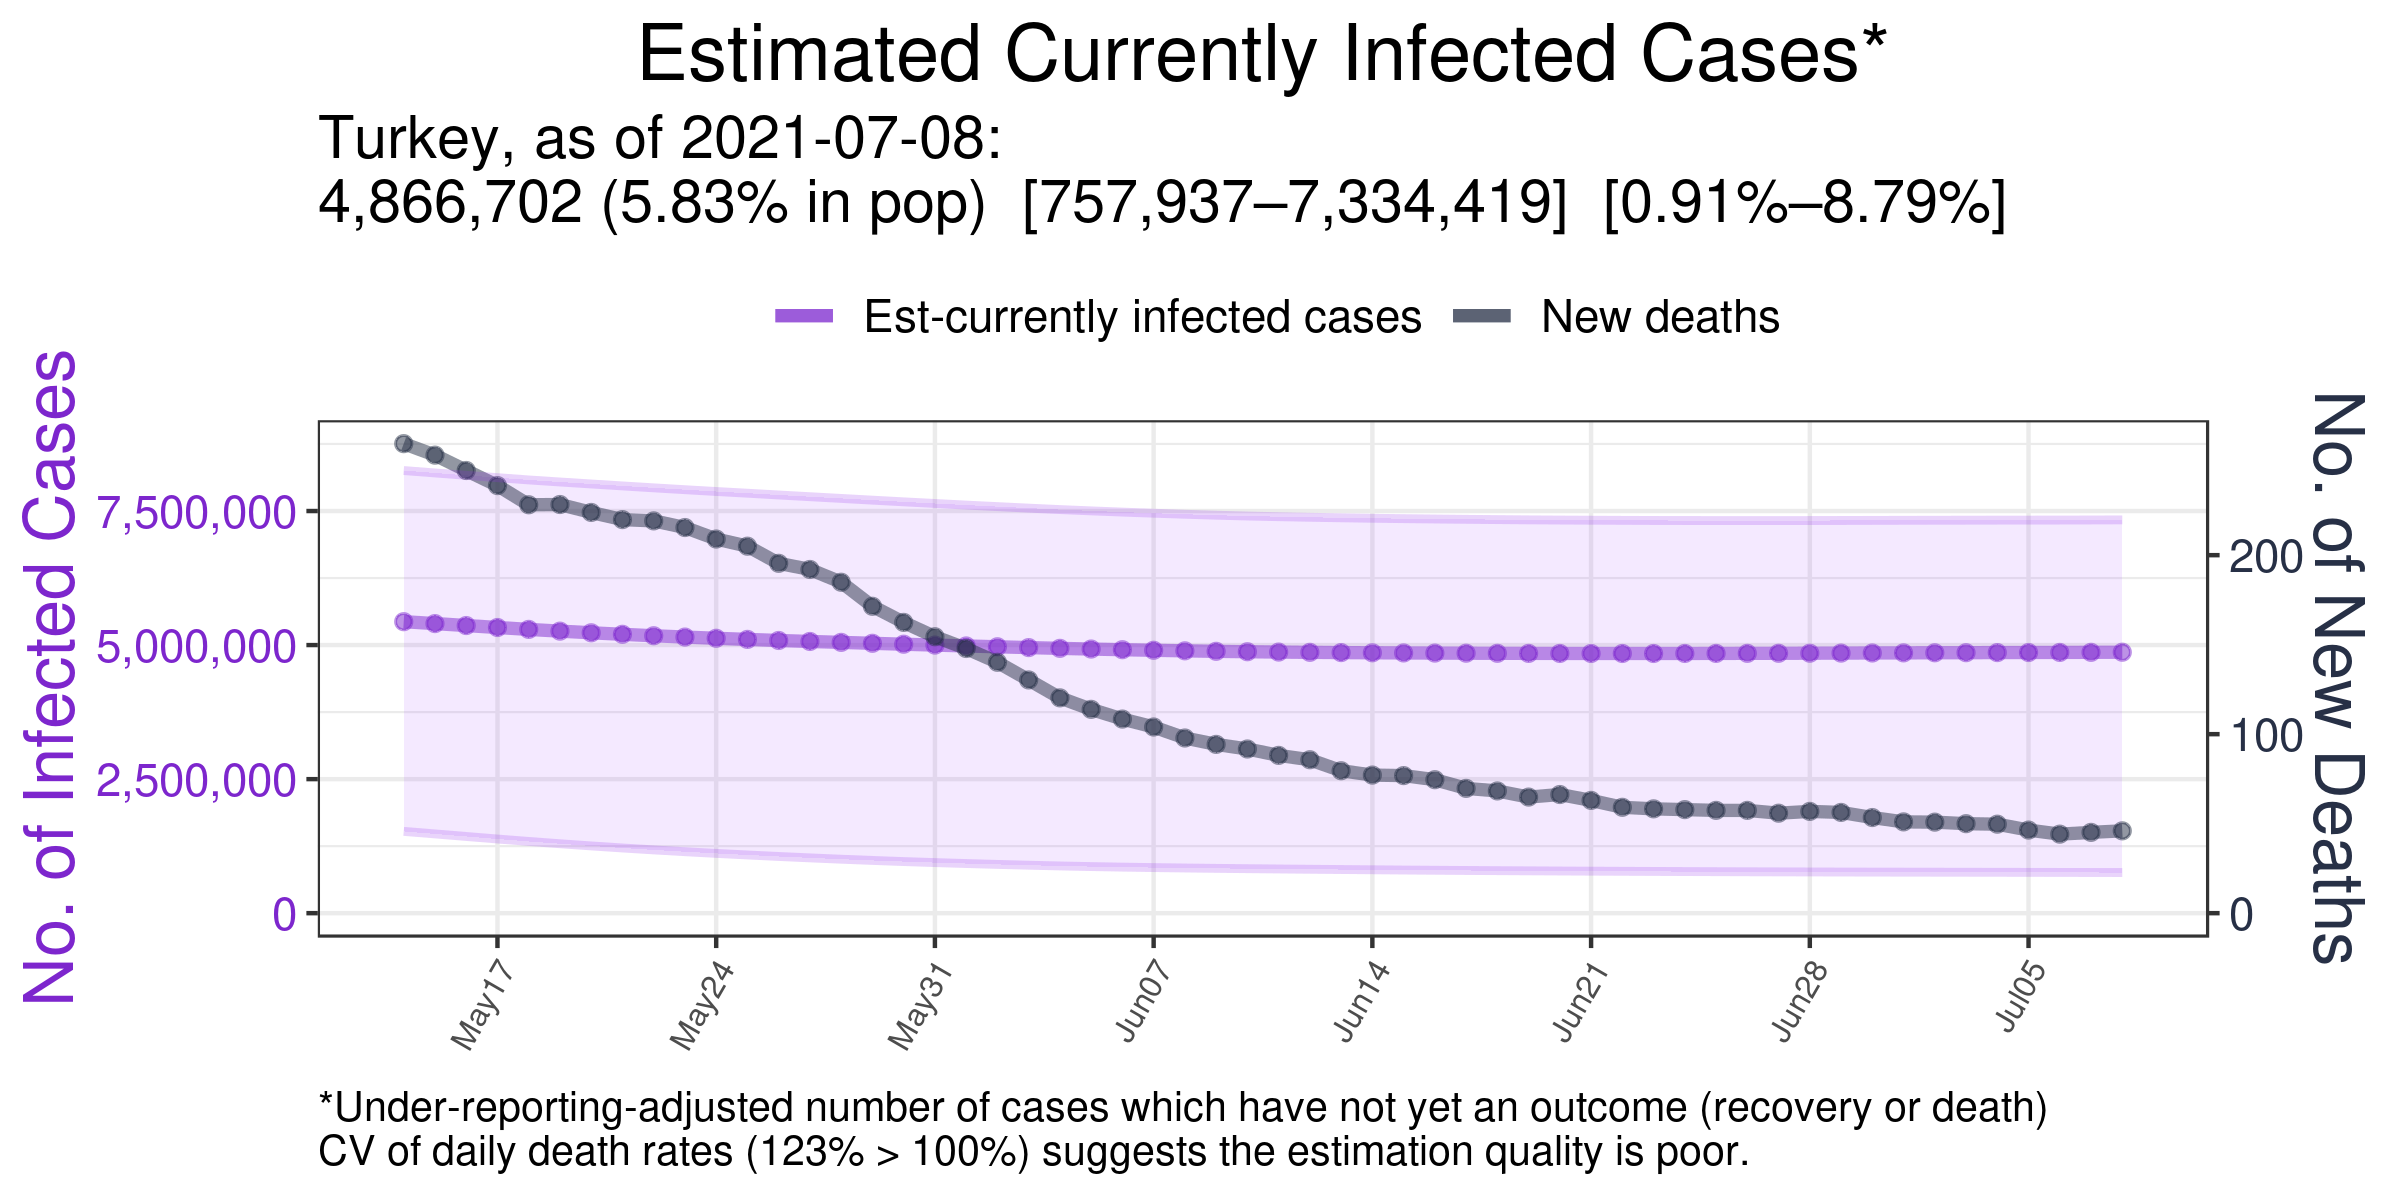 Estimated Currently Infected Cases*
Turkey, as of 2021-07-08:
4,866,702 (5.83% in pop)  [757,937–7,334,419]  [0.91%–8.79%]
Est-currently infected cases
New deaths
No. of Infected Cases
7,500,000
5,000,000
2,500,000
0
200
100
0
No. of New Deaths
May17
May24
May31
Jun07
Jun14
Jun21
Jun28
Jul05
*Under-reporting-adjusted number of cases which have not yet an outcome (recovery or death)
CV of daily death rates (123% > 100%) suggests the estimation quality is poor.